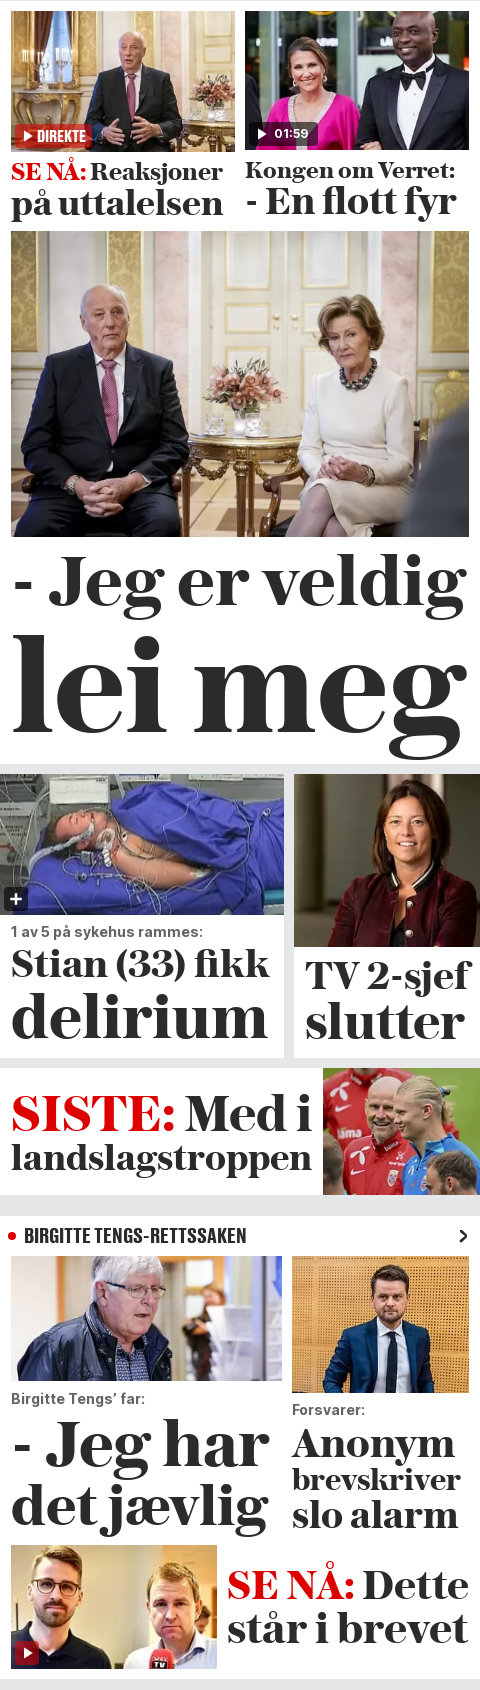 DIREKTE
SE NÅ: Reaksjoner
på uttalelsen
01:59
Kongen om Verret:
- En flott fyr
- Jeg er veldig
lei meg
1 av 5 på sykehus rammes:
Stian (33) fikk
delirium
TV 2-sjef
slutter
SISTE: Med i
landslagstroppen
BIRGITTE TENGS-RETTSSAKEN
Birgitte Tengs’ far:
- Jeg har
det jævlig
Forsvarer:
Anonym
brevskriver
slo alarm
SE NÅ: Dette
står i brevet